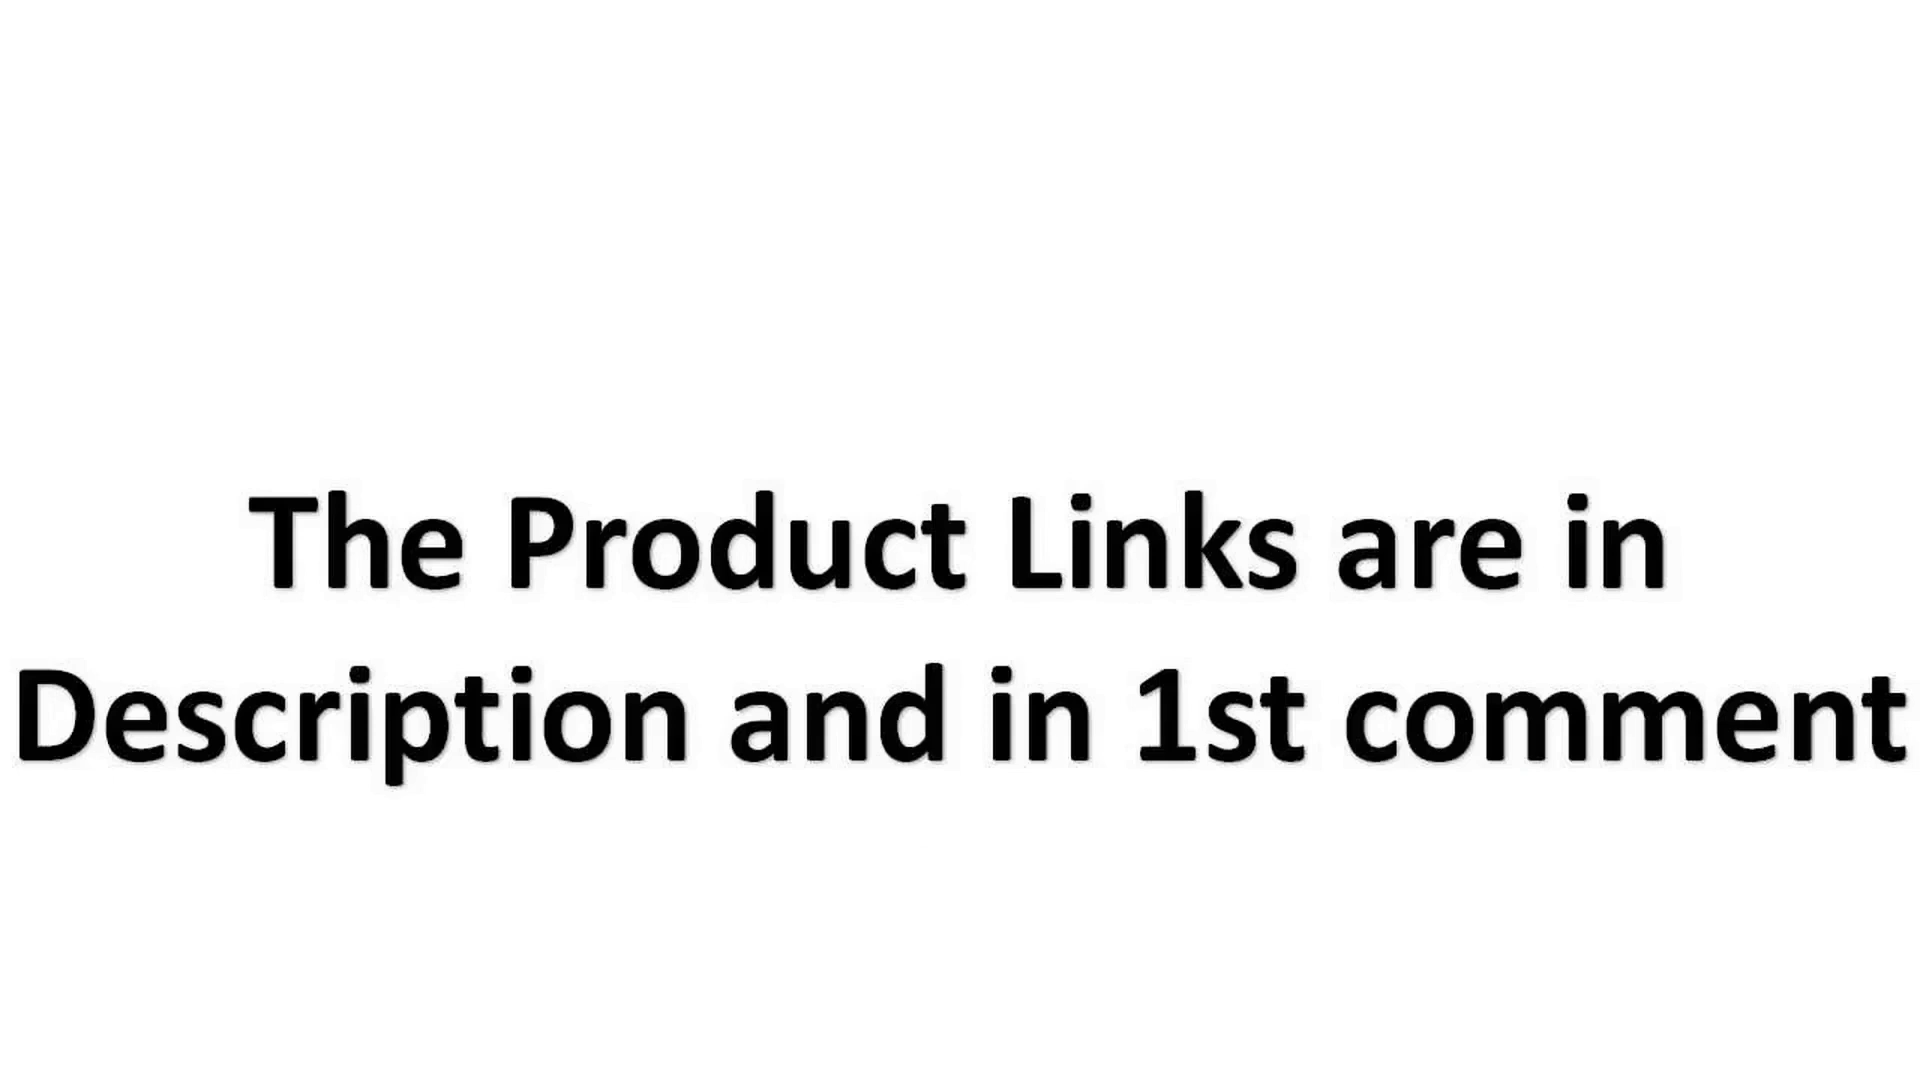 The Product Links are in
Description and in 1st comment